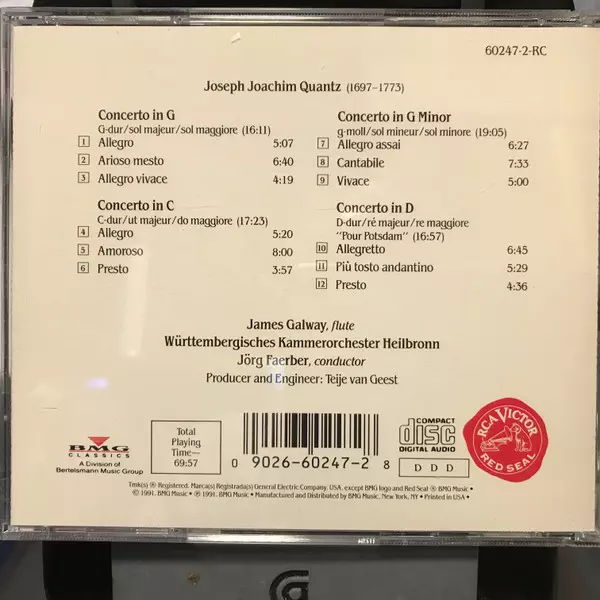 60247-2-RC
Joseph Joachim Quantz (1697–1773)
Concerto in G
G-dur/sol majeur/sol maggiore (16:11)
1 Allegro 5:07
2 Arioso mesto 6:40
3 Allegro vivace 4:19
Concerto in C
C-dur/ut majeur/do maggiore (17:23)
4 Allegro 5:20
5 Amoroso 8:00
6 Presto 3:57
Concerto in G Minor
g-moll/sol mineur/sol minore (19:05)
7 Allegro assai 6:27
8 Cantabile 7:33
9 Vivace 5:00
Concerto in D
D-dur/ré majeur/re maggiore
"Pour Potsdam" (16:57)
10 Allegretto 6:45
11 Più tosto andantino 5:29
12 Presto 4:36
James Galway, flute
Württembergisches Kammerorchester Heilbronn
Jörg Faerber, conductor
Producer and Engineer: Teije van Geest
BMG
CLASSICS
A Division of
Bertelsmann Music Group
Total
Playing
Time—
69:57
0 9026-60247-2 8
COMPACT
disc
DIGITAL AUDIO
D D D
RCA VICTOR
RED SEAL
Tmk(s) ® Registered. Marca(s) Registrada(s) General Electric Company, USA, except BMG logo and Red Seal ® BMG Music •
© 1991, BMG Music • ℗ 1991, BMG Music • Manufactured and Distributed by BMG Music, New York, NY • Printed in USA •